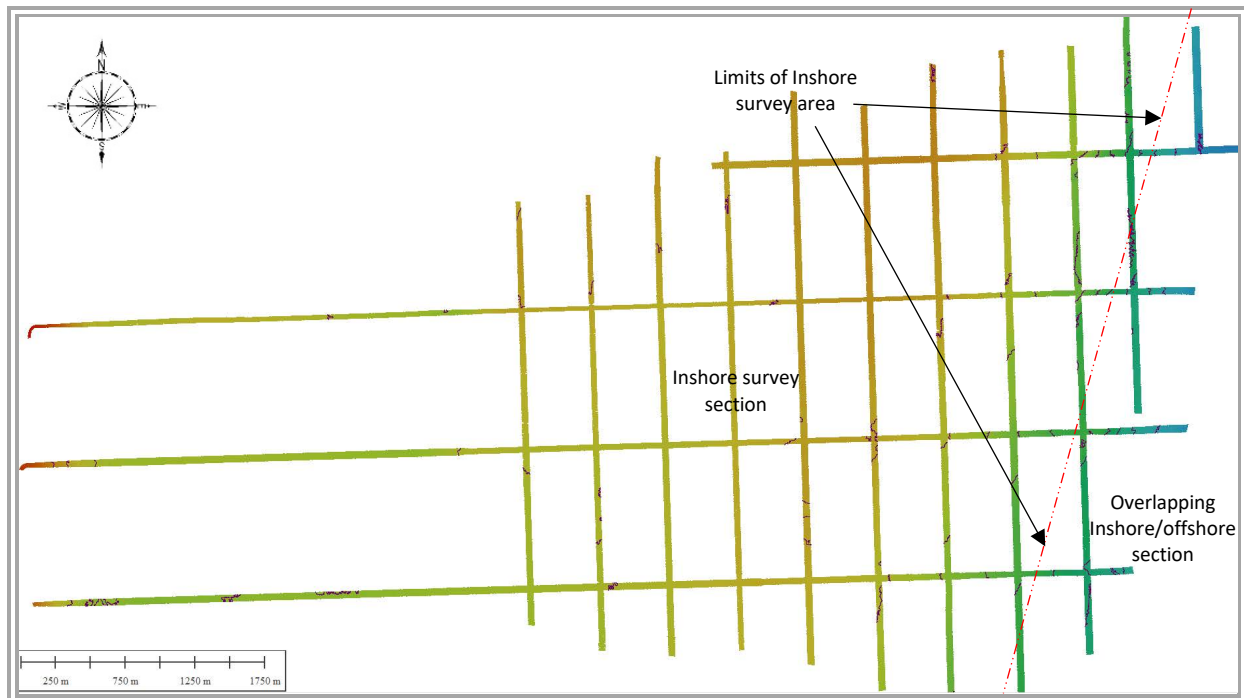 N
W
E
S
Limits of Inshore
survey area
Inshore survey
section
Overlapping
Inshore/offshore
section
250 m
750 m
1250 m
1750 m